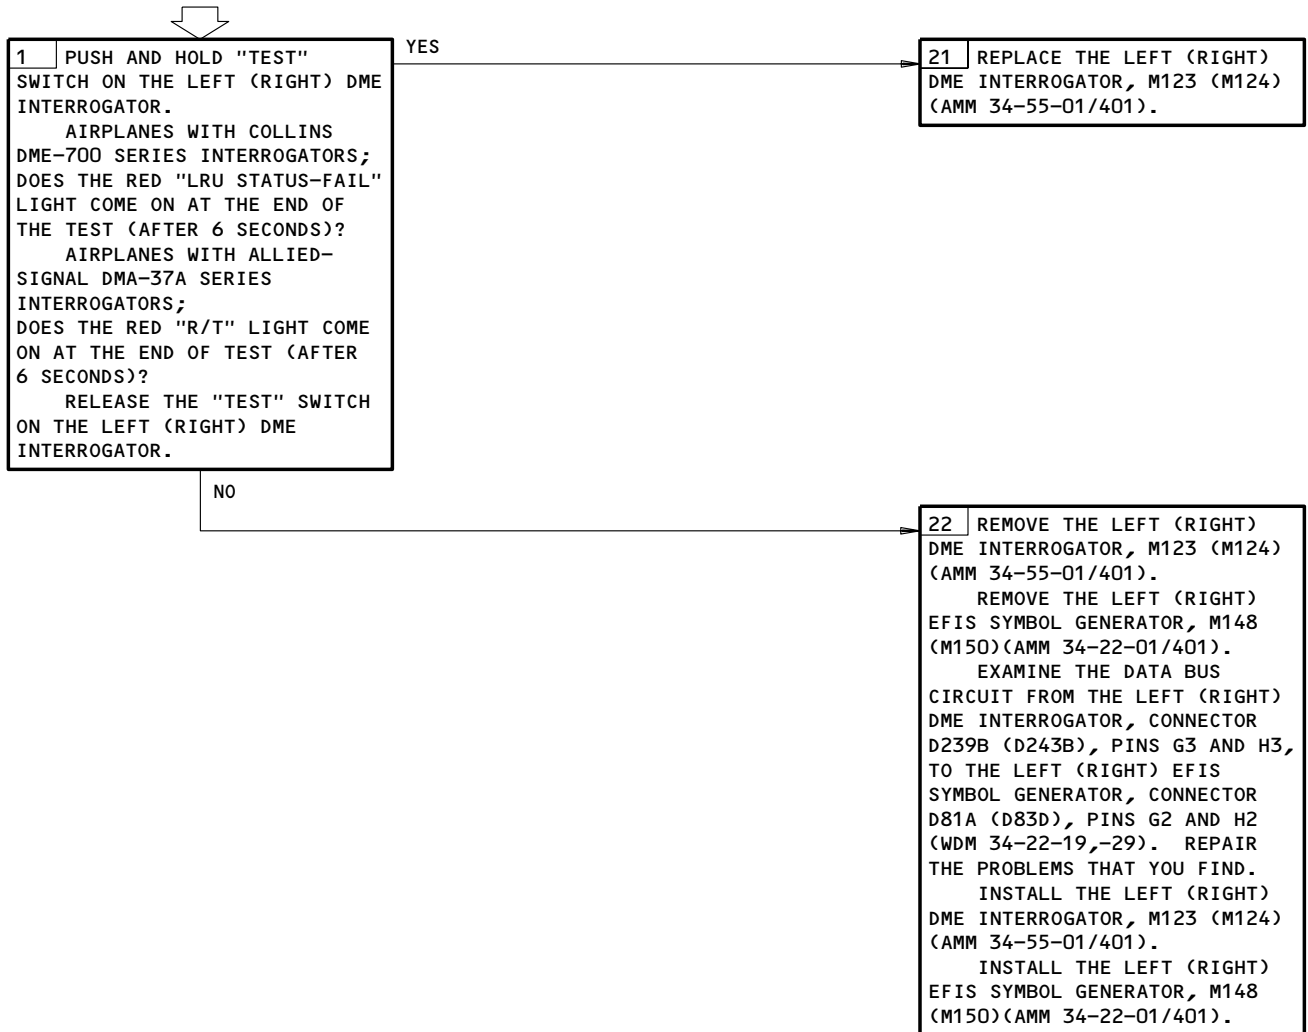 1 PUSH AND HOLD "TEST"
SWITCH ON THE LEFT (RIGHT) DME
INTERROGATOR.
AIRPLANES WITH COLLINS
DME-700 SERIES INTERROGATORS;
DOES THE RED "LRU STATUS-FAIL"
LIGHT COME ON AT THE END OF
THE TEST (AFTER 6 SECONDS)?
AIRPLANES WITH ALLIED-
SIGNAL DMA-37A SERIES
INTERROGATORS;
DOES THE RED "R/T" LIGHT COME
ON AT THE END OF TEST (AFTER
6 SECONDS)?
RELEASE THE "TEST" SWITCH
ON THE LEFT (RIGHT) DME
INTERROGATOR.
YES
21 REPLACE THE LEFT (RIGHT)
DME INTERROGATOR, M123 (M124)
(AMM 34-55-01/401).
NO
22 REMOVE THE LEFT (RIGHT)
DME INTERROGATOR, M123 (M124)
(AMM 34-55-01/401).
REMOVE THE LEFT (RIGHT)
EFIS SYMBOL GENERATOR, M148
(M150)(AMM 34-22-01/401).
EXAMINE THE DATA BUS
CIRCUIT FROM THE LEFT (RIGHT)
DME INTERROGATOR, CONNECTOR
D239B (D243B), PINS G3 AND H3,
TO THE LEFT (RIGHT) EFIS
SYMBOL GENERATOR, CONNECTOR
D81A (D83D), PINS G2 AND H2
(WDM 34-22-19,-29). REPAIR
THE PROBLEMS THAT YOU FIND.
INSTALL THE LEFT (RIGHT)
DME INTERROGATOR, M123 (M124)
(AMM 34-55-01/401).
INSTALL THE LEFT (RIGHT)
EFIS SYMBOL GENERATOR, M148
(M150)(AMM 34-22-01/401).